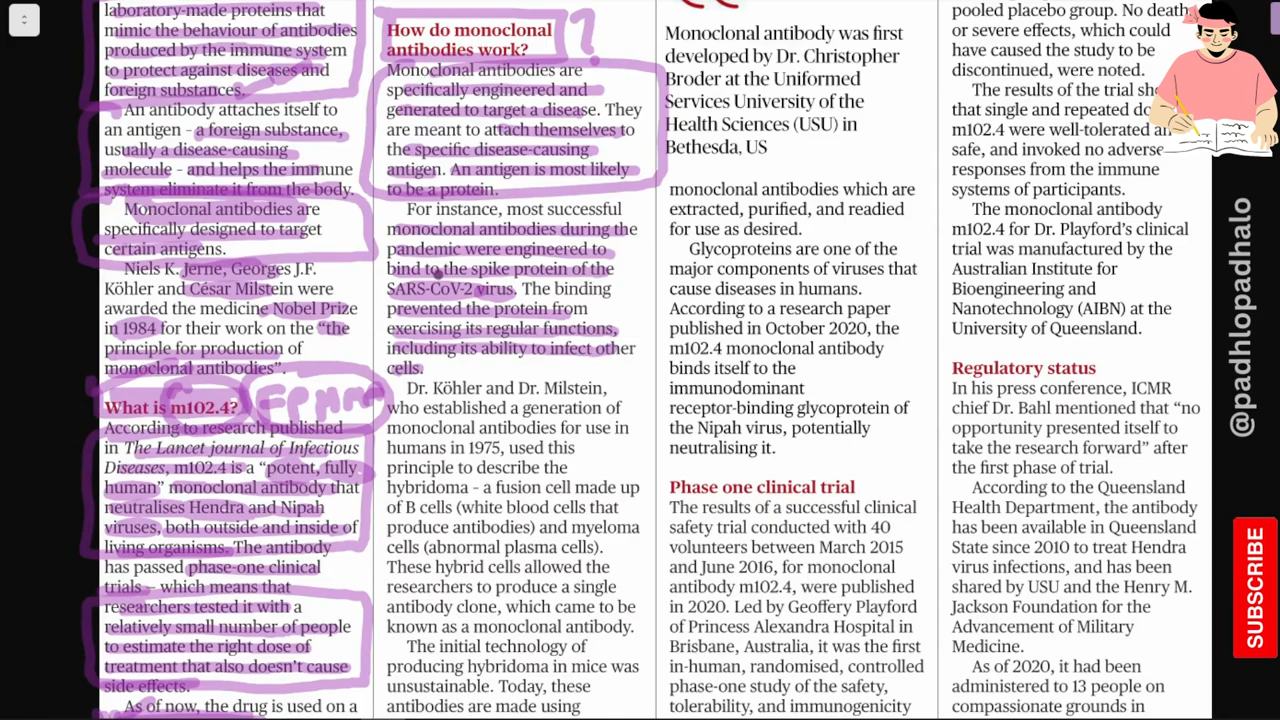 laboratory-made proteins that
mimic the behaviour of antibodies
produced by the immune system
to protect against diseases and
foreign substances.
An antibody attaches itself to
an antigen – a foreign substance,
usually a disease-causing
molecule – and helps the immune
system eliminate it from the body.
Monoclonal antibodies are
specifically designed to target
certain antigens.
Niels K. Jerne, Georges J.F.
Köhler and César Milstein were
awarded the medicine Nobel Prize
in 1984 for their work on the “the
principle for production of
monoclonal antibodies”.
What is m102.4?
According to research published
in The Lancet journal of Infectious
Diseases, m102.4 is a “potent, fully
human” monoclonal antibody that
neutralises Hendra and Nipah
viruses, both outside and inside of
living organisms. The antibody
has passed phase-one clinical
trials – which means that
researchers tested it with a
relatively small number of people
to estimate the right dose of
treatment that also doesn’t cause
side effects.
As of now, the drug is used on a
How do monoclonal
antibodies work?
?
Monoclonal antibodies are
specifically engineered and
generated to target a disease. They
are meant to attach themselves to
the specific disease-causing
antigen. An antigen is most likely
to be a protein.
For instance, most successful
monoclonal antibodies during the
pandemic were engineered to
bind to the spike protein of the
SARS-CoV-2 virus. The binding
prevented the protein from
exercising its regular functions,
including its ability to infect other
cells.
Dr. Köhler and Dr. Milstein,
who established a generation of
monoclonal antibodies for use in
humans in 1975, used this
principle to describe the
hybridoma – a fusion cell made up
of B cells (white blood cells that
produce antibodies) and myeloma
cells (abnormal plasma cells).
These hybrid cells allowed the
researchers to produce a single
antibody clone, which came to be
known as a monoclonal antibody.
The initial technology of
producing hybridoma in mice was
unsustainable. Today, these
antibodies are made using
Monoclonal antibody was first
developed by Dr. Christopher
Broder at the Uniformed
Services University of the
Health Sciences (USU) in
Bethesda, US
monoclonal antibodies which are
extracted, purified, and readied
for use as desired.
Glycoproteins are one of the
major components of viruses that
cause diseases in humans.
According to a research paper
published in October 2020, the
m102.4 monoclonal antibody
binds itself to the
immunodominant
receptor-binding glycoprotein of
the Nipah virus, potentially
neutralising it.
Phase one clinical trial
The results of a successful clinical
safety trial conducted with 40
volunteers between March 2015
and June 2016, for monoclonal
antibody m102.4, were published
in 2020. Led by Geoffery Playford
of Princess Alexandra Hospital in
Brisbane, Australia, it was the first
in-human, randomised, controlled
phase-one study of the safety,
tolerability, and immunogenicity
pooled placebo group. No death
or severe effects, which could
have caused the study to be
discontinued, were noted.
The results of the trial
that single and repeated
m102.4 were well-tolerated
safe, and invoked no adverse
responses from the immune
systems of participants.
The monoclonal antibody
m102.4 for Dr. Playford’s clinical
trial was manufactured by the
Australian Institute for
Bioengineering and
Nanotechnology (AIBN) at the
University of Queensland.
Regulatory status
In his press conference, ICMR
chief Dr. Bahl mentioned that “no
opportunity presented itself to
take the research forward” after
the first phase of trial.
According to the Queensland
Health Department, the antibody
has been available in Queensland
State since 2010 to treat Hendra
virus infections, and has been
shared by USU and the Henry M.
Jackson Foundation for the
Advancement of Military
Medicine.
As of 2020, it had been
administered to 13 people on
compassionate grounds in
@padhlopadhalo
SUBSCRIBE